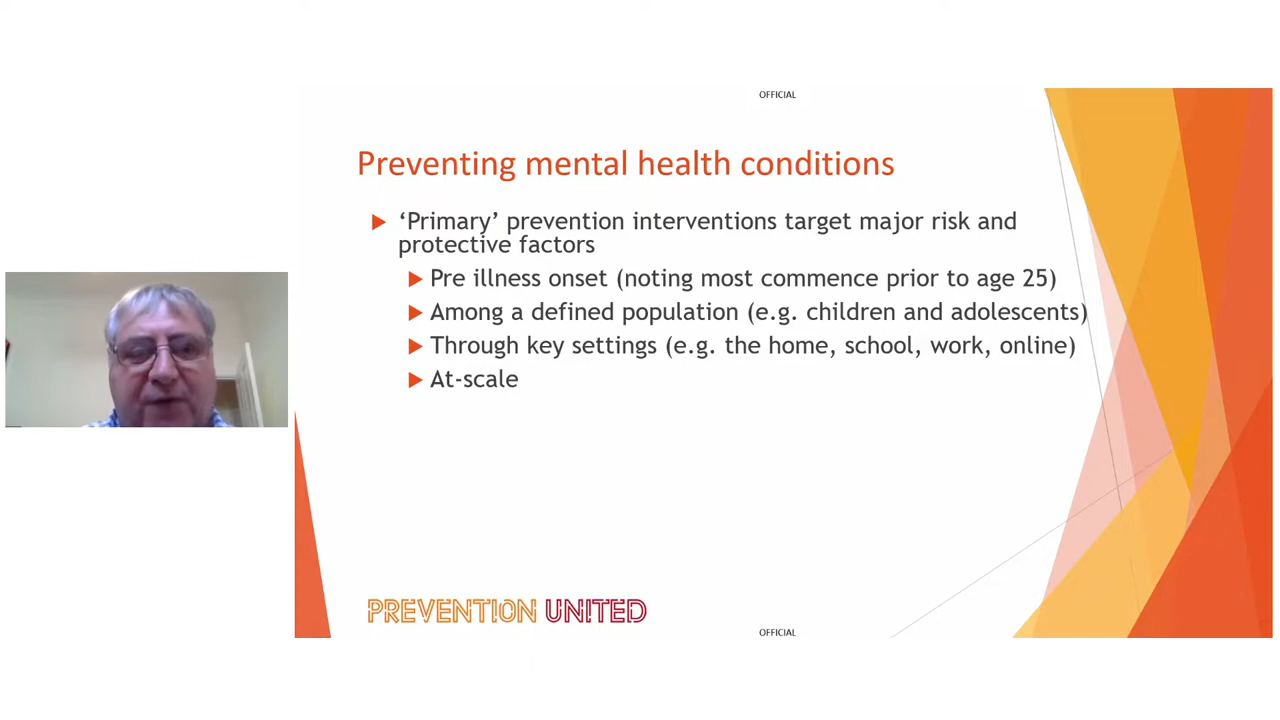 OFFICIAL
Preventing mental health conditions
‘Primary’ prevention interventions target major risk and
protective factors
Pre illness onset (noting most commence prior to age 25)
Among a defined population (e.g. children and adolescents)
Through key settings (e.g. the home, school, work, online)
At-scale
PREVENTION UNITED
OFFICIAL